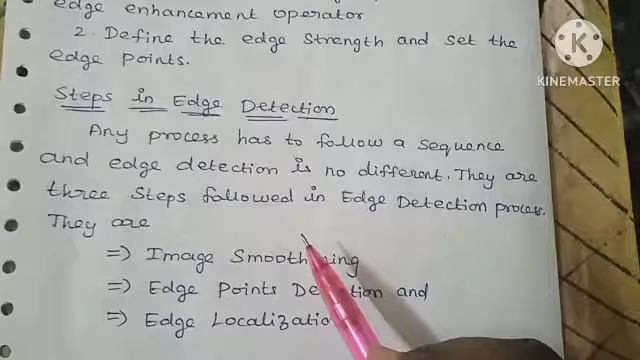 edge enhancement operator
2. Define the edge strength and set the
edge points.
KINEMASTER
Steps in Edge Detection
Any process has to follow a sequence
and edge detection is no different. They are
three steps followed in Edge Detection process.
They are
⇒ Image Smoothening
⇒ Edge Points Detection and
⇒ Edge Localization